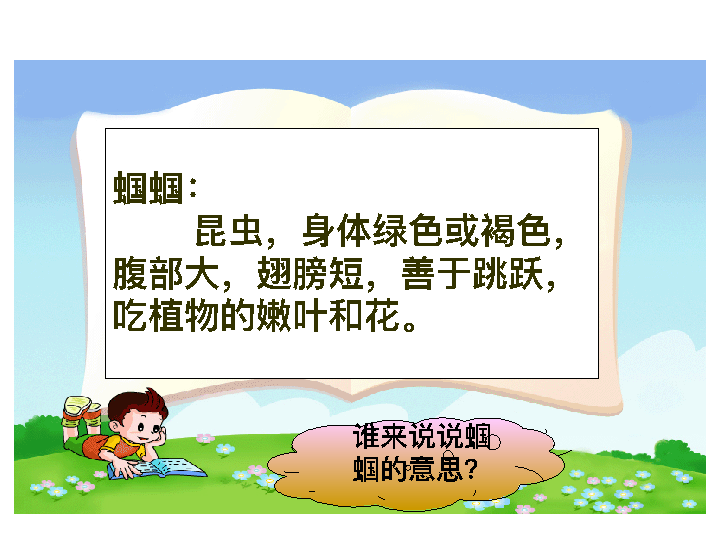 蝈蝈：
昆虫，身体绿色或褐色，
腹部大，翅膀短，善于跳跃，
吃植物的嫩叶和花。
谁来说说蝈
蝈的意思?